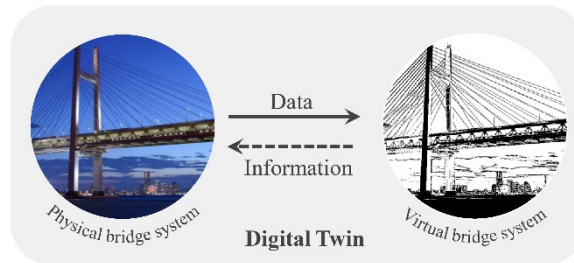 Data
Information
Physical bridge system
Virtual bridge system
Digital Twin